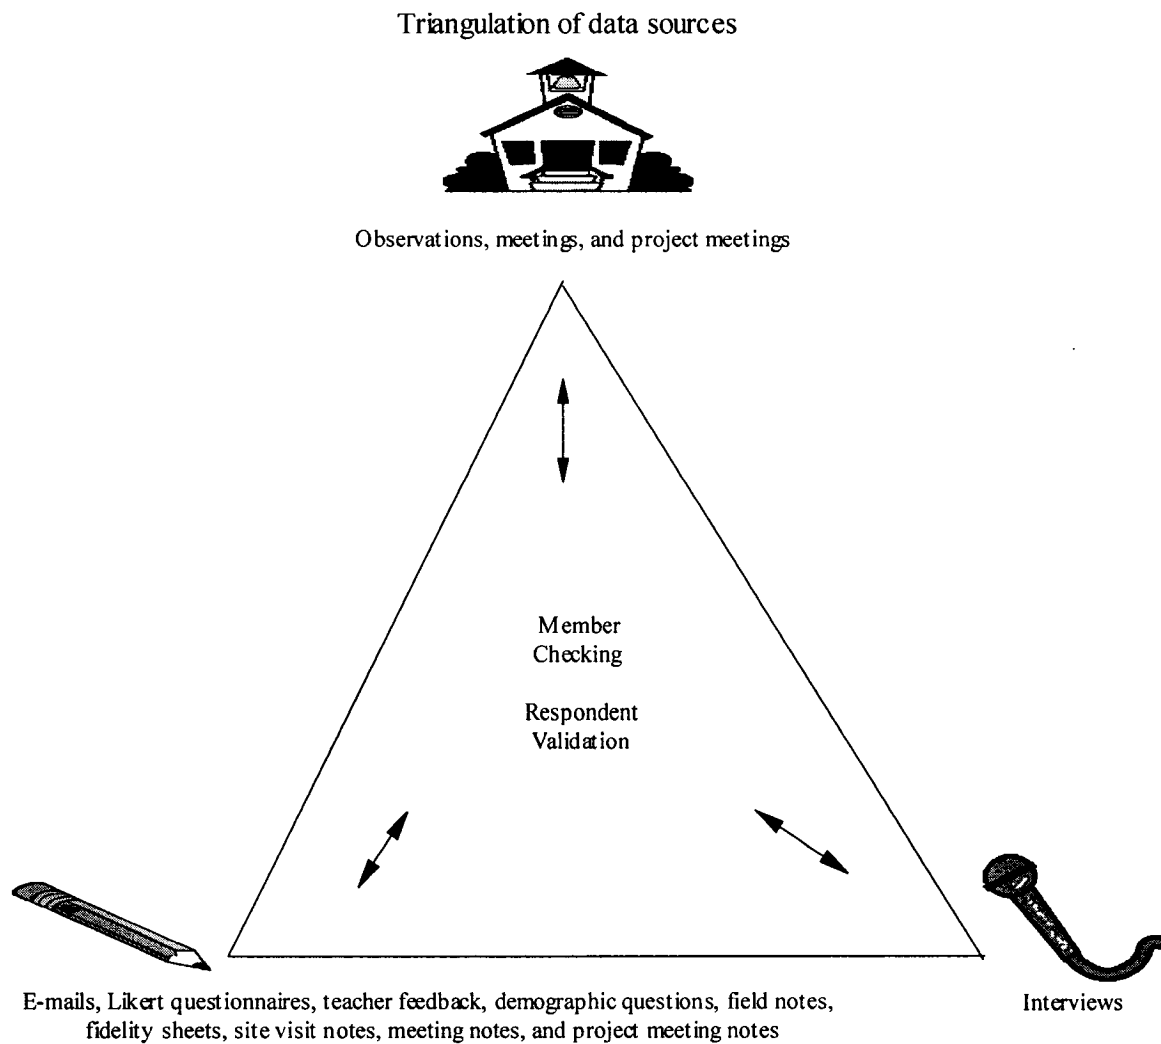 Triangulation of data sources
Observations, meetings, and project meetings
Member
Checking
Respondent
Validation
E-mails, Likert questionnaires, teacher feedback, demographic questions, field notes,
fidelity sheets, site visit notes, meeting notes, and project meeting notes
Interviews